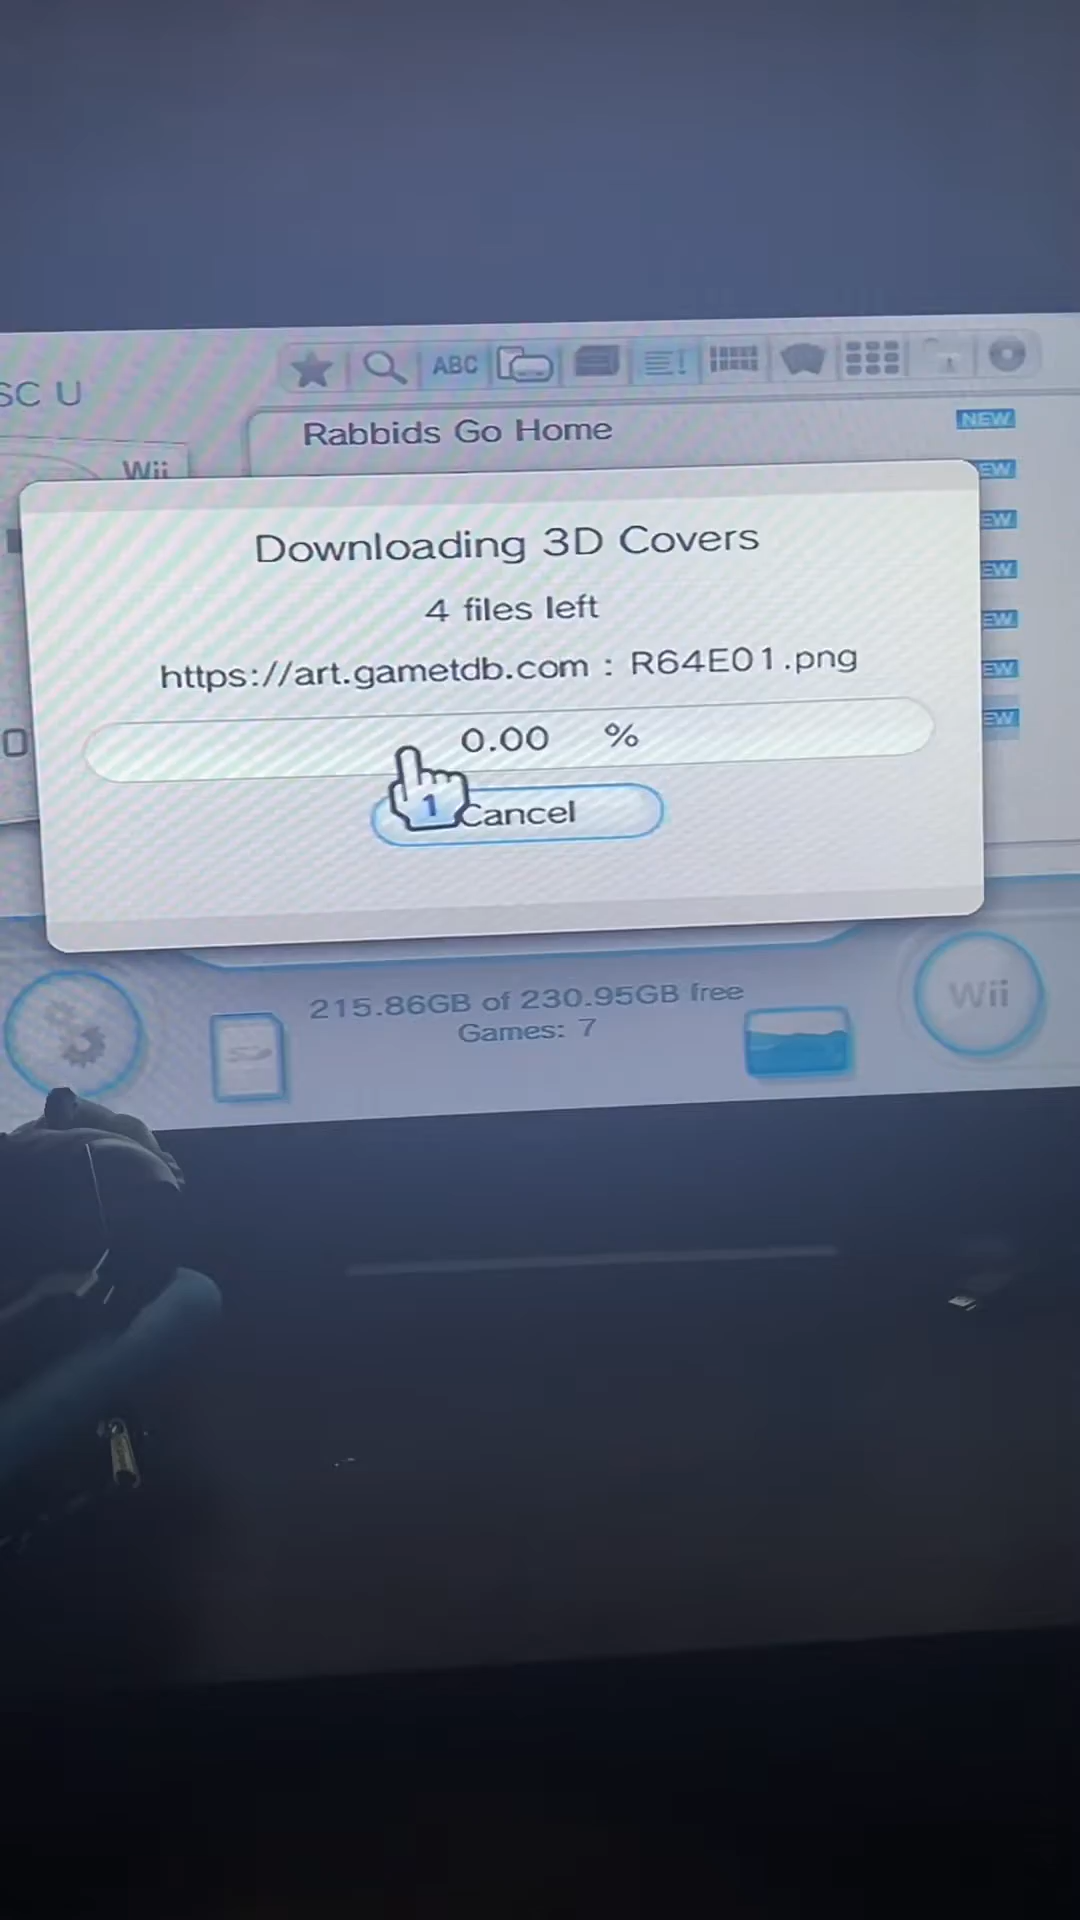 SC U
ABC
Rabbids Go Home
NEW
Wii
EW
EW
EW
EW
EW
EW
Downloading 3D Covers
4 files left
https://art.gametdb.com : R64E01.png
0.00 %
1
Cancel
215.86GB of 230.95GB free
Games: 7
Wii